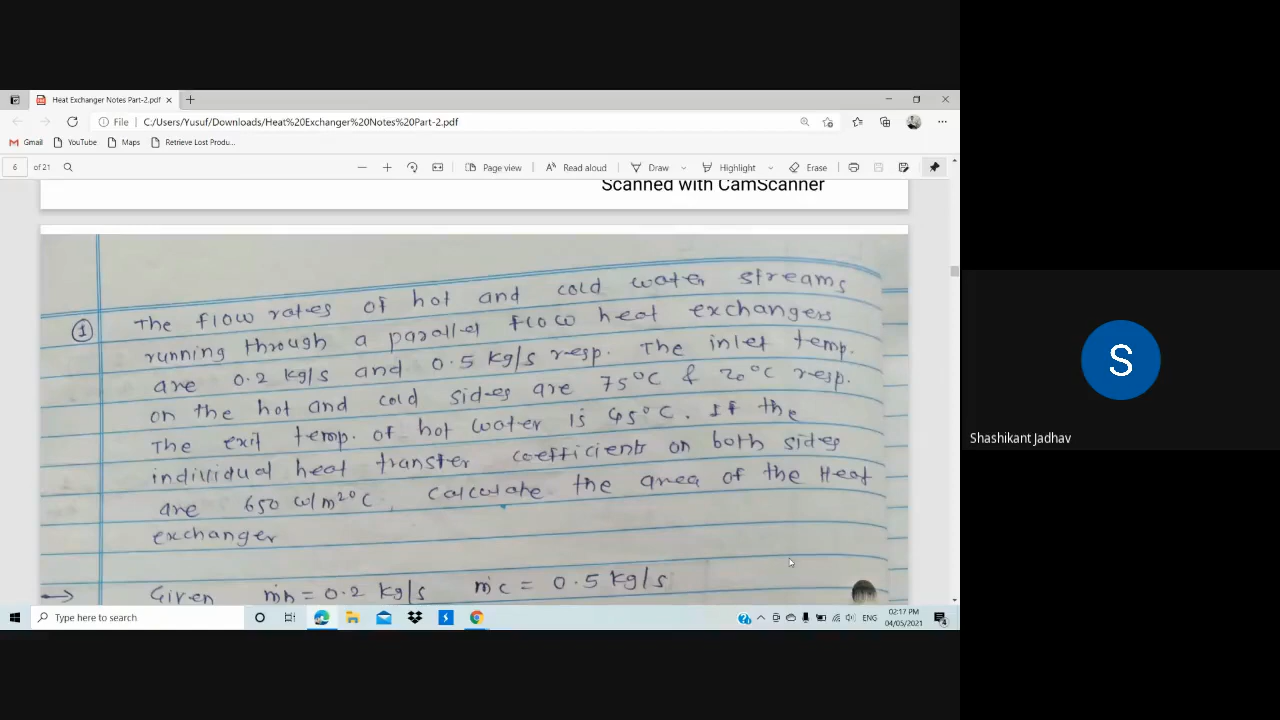 Heat Exchanger Notes Part-2.pdf
File C:/Users/Yusuf/Downloads/Heat%20Exchanger%20Notes%20Part-2.pdf
Gmail YouTube Maps Retrieve Lost Produ...
6 of 21 Page view Read aloud Draw Highlight Erase
Scanned with CamScanner
① The flow rates of hot and cold water streams
running through a parallel flow heat exchangers
are 0.2 kg/s and 0.5 kg/s resp. The inlet temp.
on the hot and cold sides are 75°C & 20°C resp.
The exit temp. of hot water is 45°C. If the
individual heat transfer coefficients on both sides
are 650 w/m²°C. Calculate the area of the Heat
exchanger
→ Given ṁh = 0.2 kg/s ṁc = 0.5 kg/s
S
Shashikant Jadhav
Type here to search
ENG
02:17 PM
04/05/2021
4